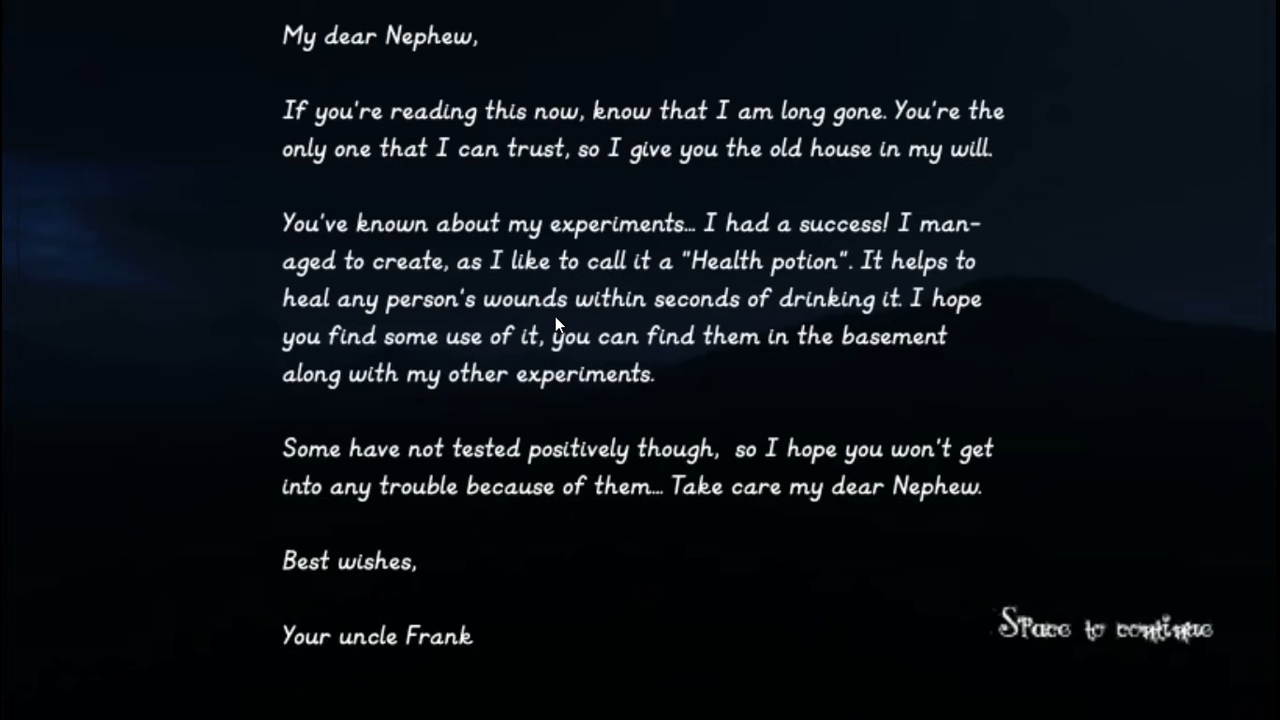 My dear Nephew,
If you're reading this now, know that I am long gone. You're the
only one that I can trust, so I give you the old house in my will.
You've known about my experiments... I had a success! I man-
aged to create, as I like to call it a "Health potion". It helps to
heal any person's wounds within seconds of drinking it. I hope
you find some use of it, you can find them in the basement
along with my other experiments.
Some have not tested positively though,  so I hope you won't get
into any trouble because of them... Take care my dear Nephew.
Best wishes,
Your uncle Frank
Space to continue